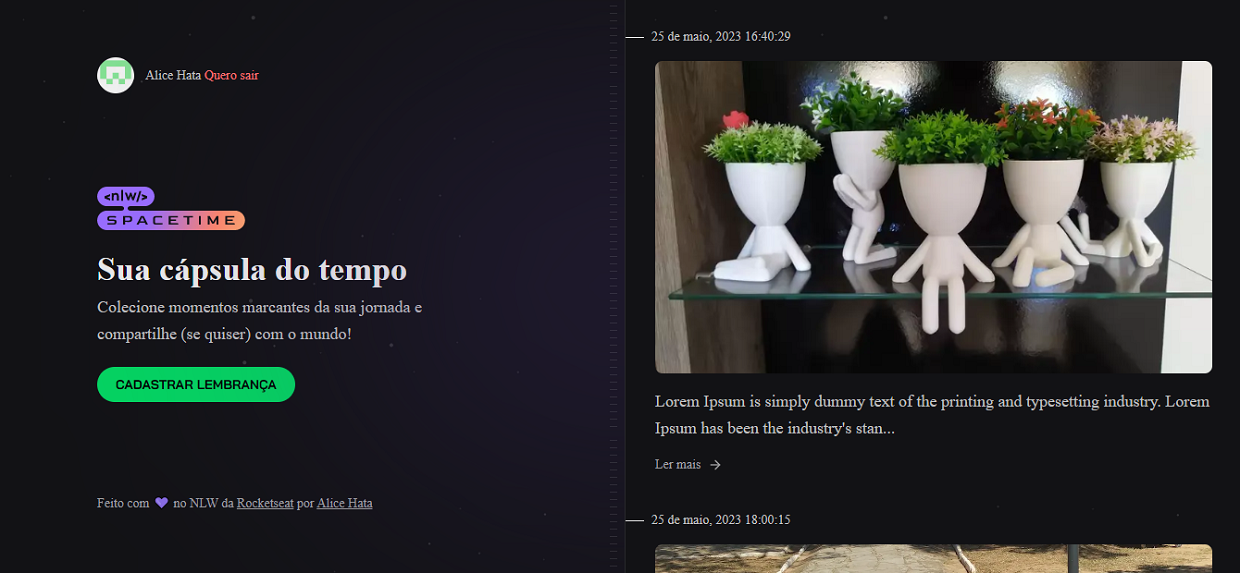 Alice Hata Quero sair
<nlw/>
SPACETIME
Sua cápsula do tempo
Colecione momentos marcantes da sua jornada e
compartilhe (se quiser) com o mundo!
CADASTRAR LEMBRANÇA
Feito com 💜 no NLW da Rocketseat por Alice Hata
25 de maio, 2023 16:40:29
Lorem Ipsum is simply dummy text of the printing and typesetting industry. Lorem
Ipsum has been the industry's stan...
Ler mais →
25 de maio, 2023 18:00:15